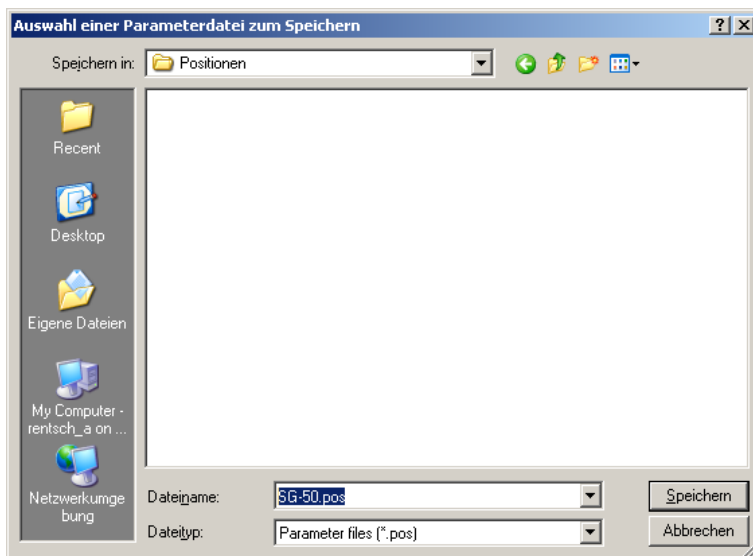 Auswahl einer Parameterdatei zum Speichern
Speichern in:
Positionen
Recent
Desktop
Eigene Dateien
My Computer -
rentsch_a on ...
Netzwerkumge
bung
Dateiname:
SG-50.pos
Speichern
Dateityp:
Parameter files (*.pos)
Abbrechen